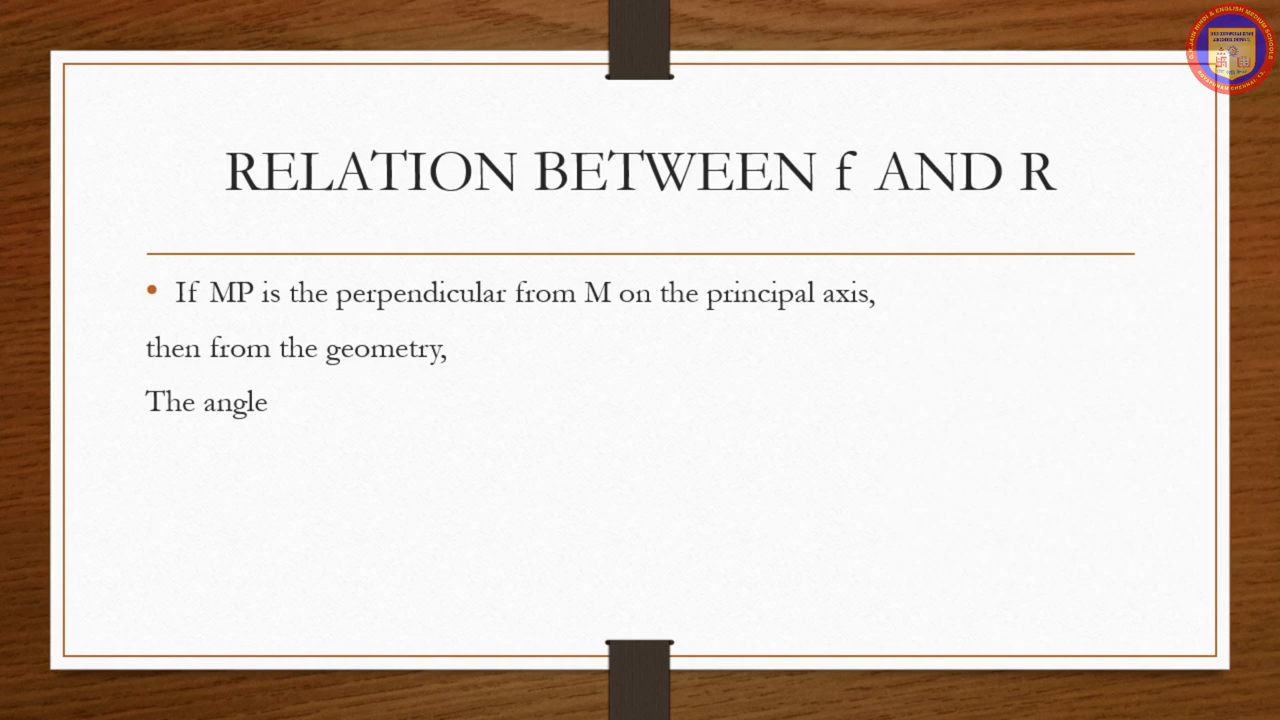 RELATION BETWEEN f AND R
• If MP is the perpendicular from M on the principal axis,
then from the geometry,
The angle